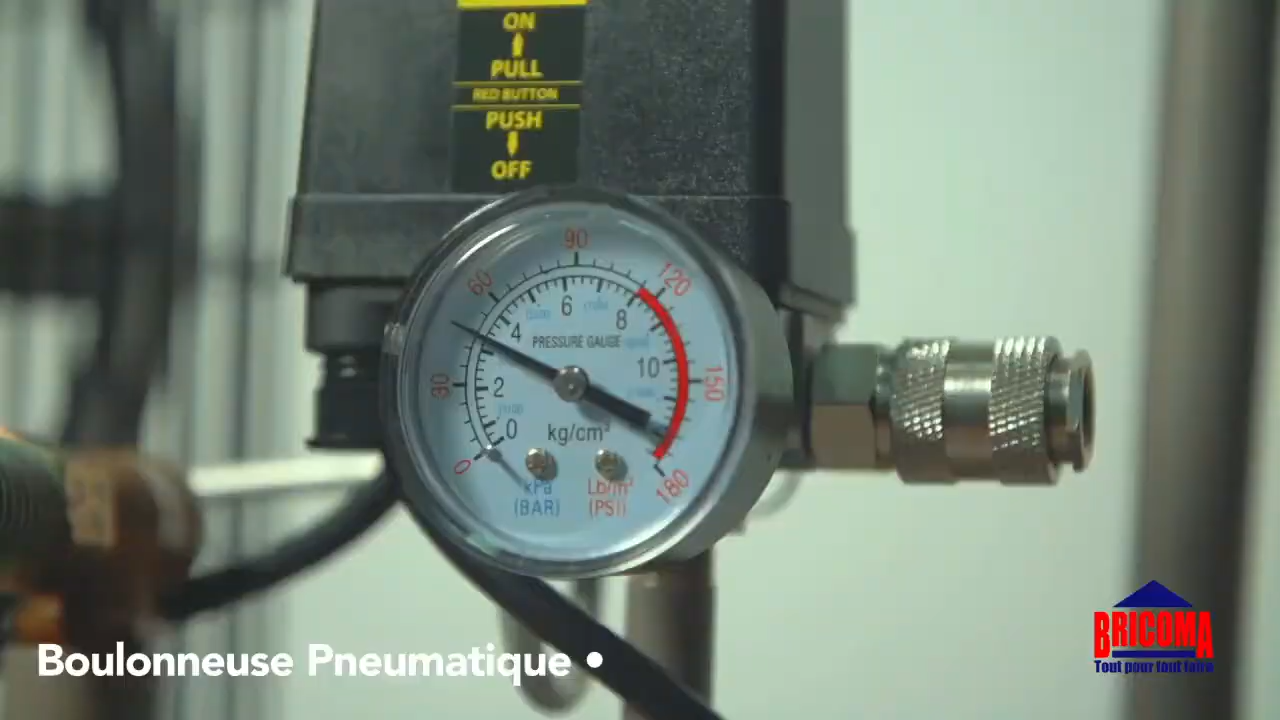 ON
PULL
RED BUTTON
PUSH
OFF
90
60
120
6
4
8
PRESSURE GAUGE
30
2
10
150
0
kg/cm²
0
kPa
(BAR)
Lb/in²
(PSI)
180
Boulonneuse Pneumatique •
BRICOMA
Tout pour tout faire